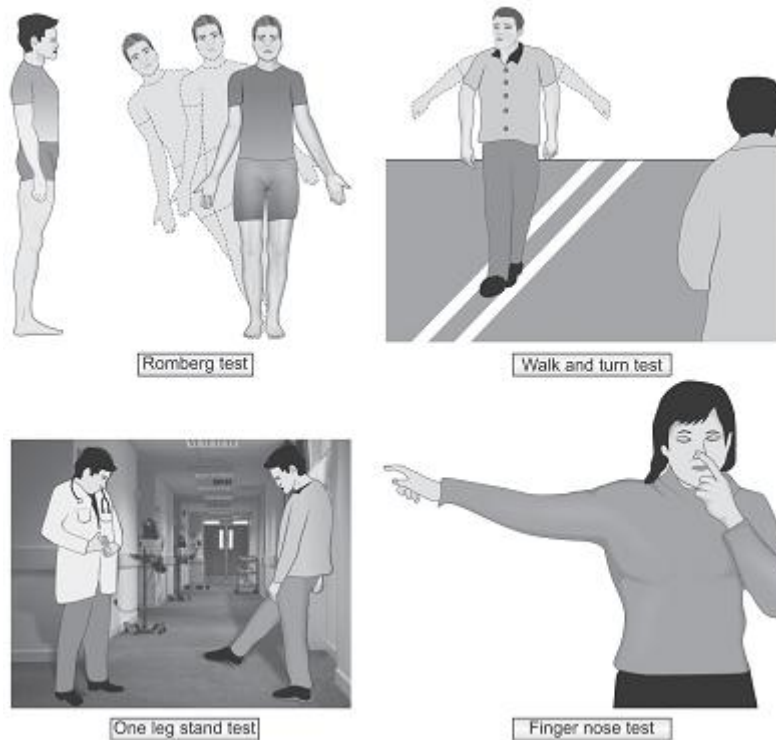 Romberg test
Walk and turn test
One leg stand test
Finger nose test